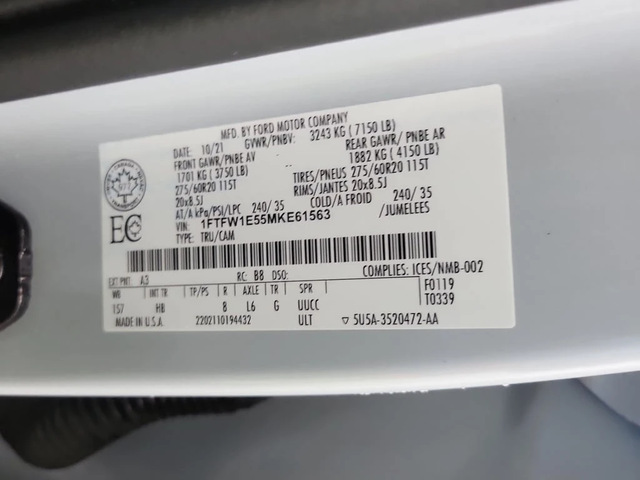 MFD. BY FORD MOTOR COMPANY
DATE: 10/21 GVWR/PNBV: 3243 KG ( 7150 LB)
FRONT GAWR/PNBE AV REAR GAWR/ PNBE AR
1701 KG ( 3750 LB) 1882 KG ( 4150 LB)
275/60R20 115T TIRES/PNEUS 275/60R20 115T
20x8.5J RIMS/JANTES 20x8.5J
AT/A kPa/PSI/LPC 240/ 35 COLD/A FROID 240/ 35
VIN: 1FTFW1E55MKE61563 /JUMELEES
TYPE: TRU/CAM
EC
EXT PNT: A3 RC: B8 DSO: COMPLIES: ICES/NMB-002
WB INT TR TP/PS R AXLE TR SPR F0119
157 HB 8 L6 G UUCC T0339
MADE IN U.S.A. 2202110194432 ULT ▽ 5U5A-3520472-AA